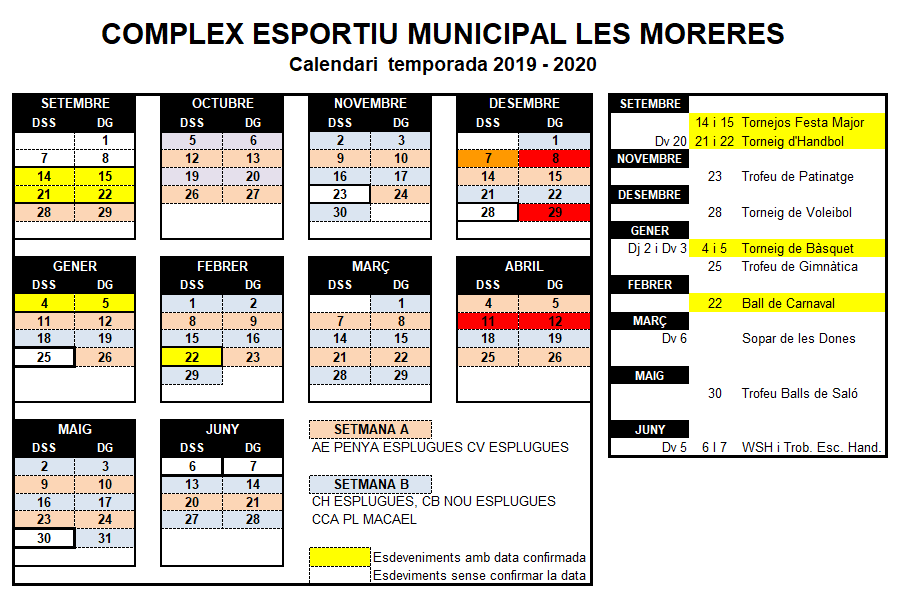 COMPLEX ESPORTIU MUNICIPAL LES MORERES
Calendari temporada 2019 - 2020
SETEMBRE OCTUBRE NOVEMBRE DESEMBRE
DSS DG DSS DG DSS DG DSS DG
1 5 6 2 3 1
7 8 12 13 9 10 7 8
14 15 19 20 16 17 14 15
21 22 26 27 23 24 21 22
28 29 30 28 29
GENER FEBRER MARÇ ABRIL
DSS DG DSS DG DSS DG DSS DG
4 5 1 2 1 4 5
11 12 8 9 7 8 11 12
18 19 15 16 14 15 18 19
25 26 22 23 21 22 25 26
29 28 29
MAIG JUNY
DSS DG DSS DG
2 3 6 7
9 10 13 14
16 17 20 21
23 24 27 28
30 31
SETMANA A
AE PENYA ESPLUGUES CV ESPLUGUES
SETMANA B
CH ESPLUGUES, CB NOU ESPLUGUES
CCA PL MACAEL
Esdeveniments amb data confirmada
Esdeviments sense confirmar la data
SETEMBRE
14 i 15 Tornejos Festa Major
Dv 20 21 i 22 Torneig d'Handbol
NOVEMBRE
23 Trofeu de Patinatge
DESEMBRE
28 Torneig de Voleibol
GENER
Dj 2 i Dv 3 4 i 5 Torneig de Bàsquet
25 Trofeu de Gimnàtica
FEBRER
22 Ball de Carnaval
MARÇ
Dv 6 Sopar de les Dones
MAIG
30 Trofeu Balls de Saló
JUNY
Dv 5 6 I 7 WSH i Trob. Esc. Hand.